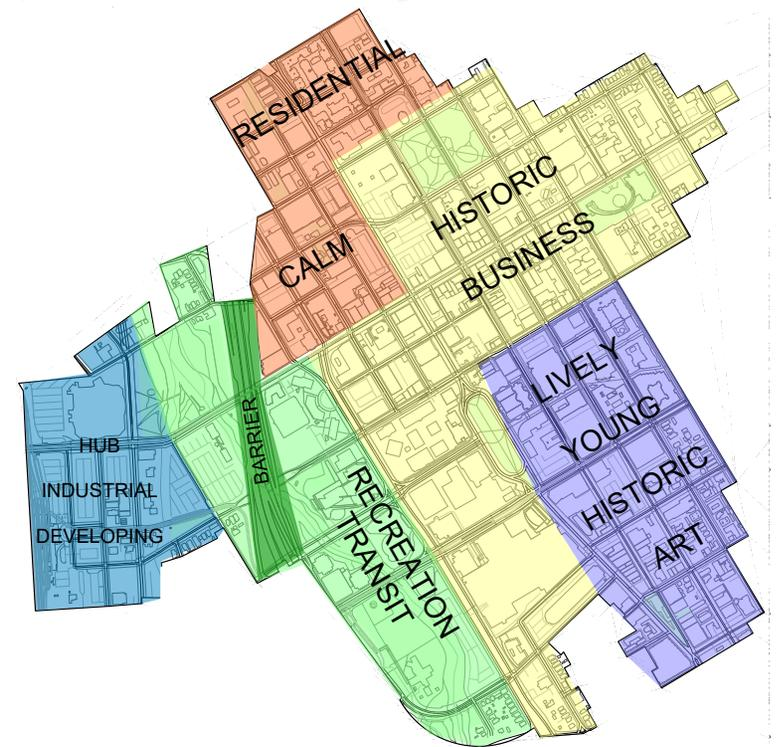 RESIDENTIAL
CALM
HISTORIC
BUSINESS
LIVELY
YOUNG
HISTORIC
ART
HUB
INDUSTRIAL
DEVELOPING
BARRIER
RECREATION
TRANSIT